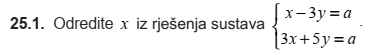 25.1. Odredite x iz rješenja sustava { x − 3y = a
3x + 5y = a .